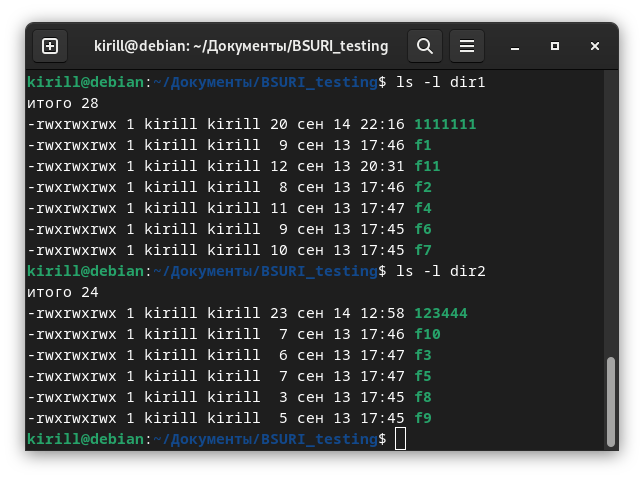 kirill@debian: ~/Документы/BSURI_testing
kirill@debian:~/Документы/BSURI_testing$ ls -l dir1
итого 28
-rwxrwxrwx 1 kirill kirill 20 сен 14 22:16 1111111
-rwxrwxrwx 1 kirill kirill  9 сен 13 17:46 f1
-rwxrwxrwx 1 kirill kirill 12 сен 13 20:31 f11
-rwxrwxrwx 1 kirill kirill  8 сен 13 17:46 f2
-rwxrwxrwx 1 kirill kirill 11 сен 13 17:47 f4
-rwxrwxrwx 1 kirill kirill  9 сен 13 17:45 f6
-rwxrwxrwx 1 kirill kirill 10 сен 13 17:45 f7
kirill@debian:~/Документы/BSURI_testing$ ls -l dir2
итого 24
-rwxrwxrwx 1 kirill kirill 23 сен 14 12:58 123444
-rwxrwxrwx 1 kirill kirill  7 сен 13 17:46 f10
-rwxrwxrwx 1 kirill kirill  6 сен 13 17:47 f3
-rwxrwxrwx 1 kirill kirill  7 сен 13 17:47 f5
-rwxrwxrwx 1 kirill kirill  3 сен 13 17:45 f8
-rwxrwxrwx 1 kirill kirill  5 сен 13 17:45 f9
kirill@debian:~/Документы/BSURI_testing$